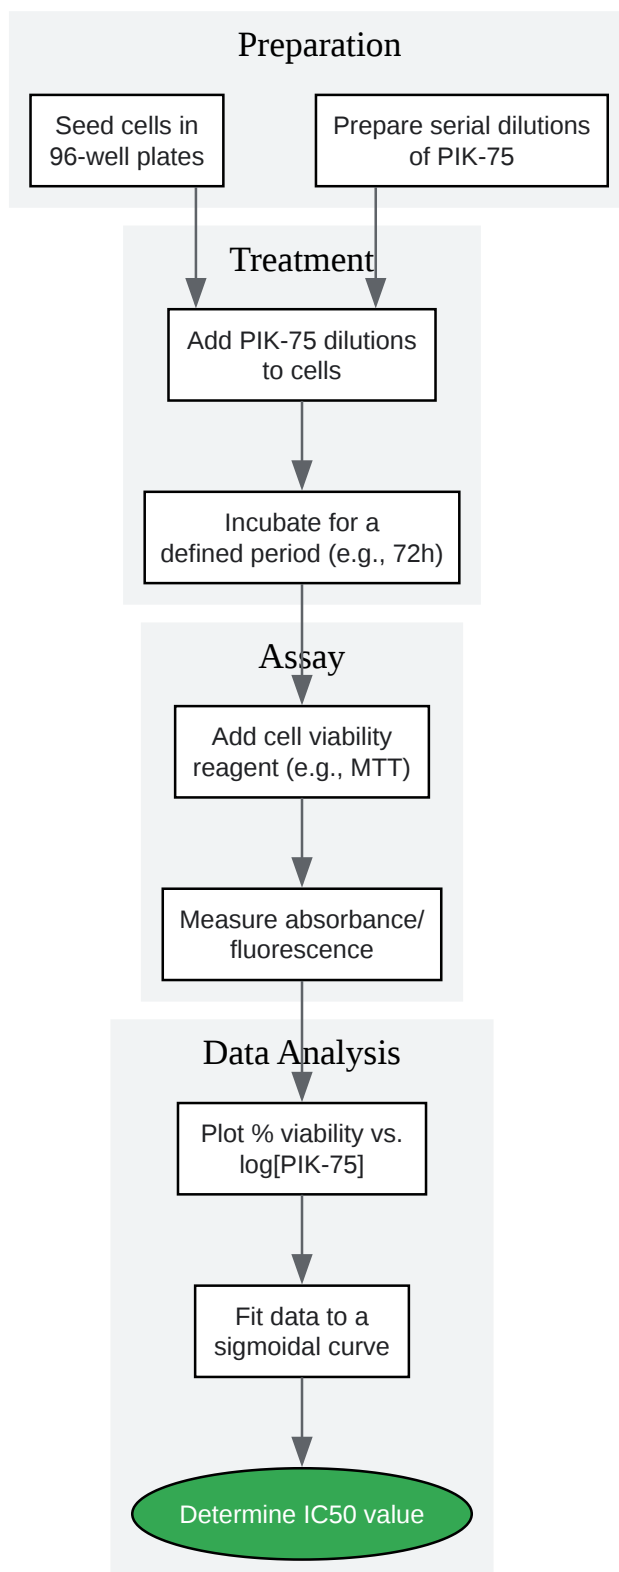 Preparation
Seed cells in
96-well plates
Prepare serial dilutions
of PIK-75
Treatment
Add PIK-75 dilutions
to cells
Incubate for a
defined period (e.g., 72h)
Assay
Add cell viability
reagent (e.g., MTT)
Measure absorbance/
fluorescence
Data Analysis
Plot % viability vs.
log[PIK-75]
Fit data to a
sigmoidal curve
Determine IC50 value